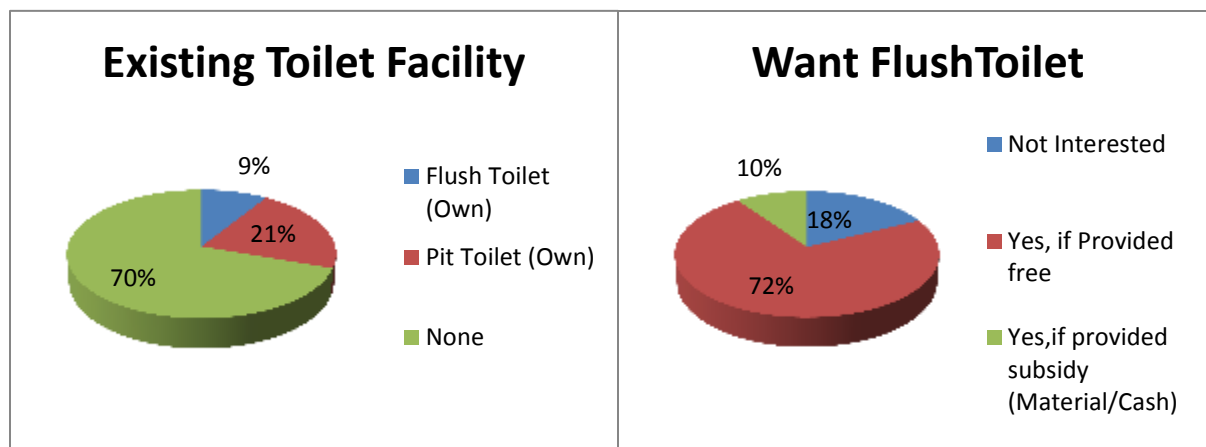 Existing Toilet Facility
9%
21%
70%
Flush Toilet
(Own)
Pit Toilet (Own)
None
Want FlushToilet
10%
18%
72%
Not Interested
Yes, if Provided
free
Yes,if provided
subsidy
(Material/Cash)